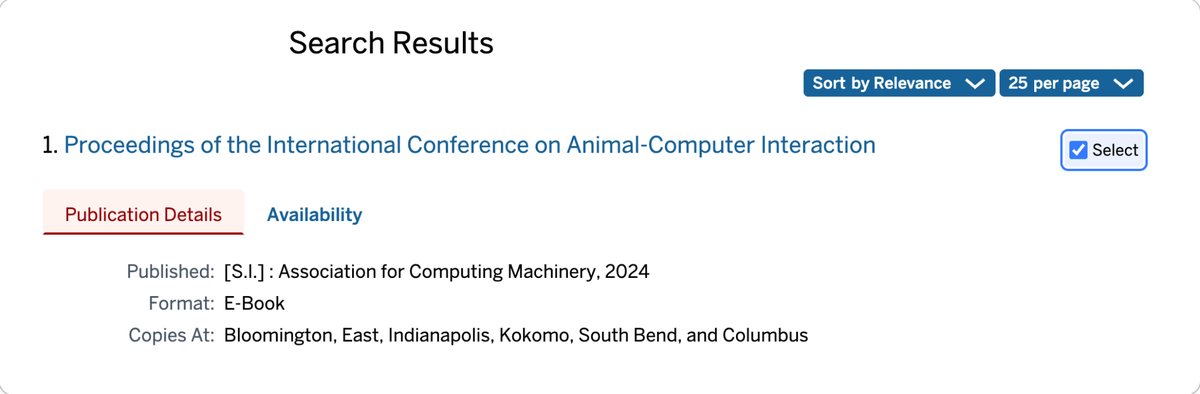 Search Results
Sort by Relevance
25 per page
1. Proceedings of the International Conference on Animal-Computer Interaction
Select
Publication Details
Availability
Published: [S.l.] : Association for Computing Machinery, 2024
Format: E-Book
Copies At: Bloomington, East, Indianapolis, Kokomo, South Bend, and Columbus